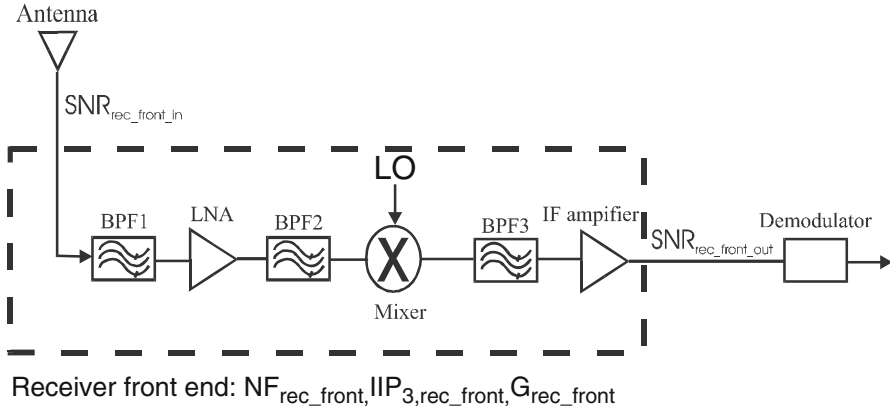 Antenna
SNRrec_front_in
LO
BPF1
LNA
BPF2
X
Mixer
BPF3
IF ampifier
SNRrec_front_out
Demodulator
Receiver front end: NFrec_front,IIP3,rec_front,Grec_front